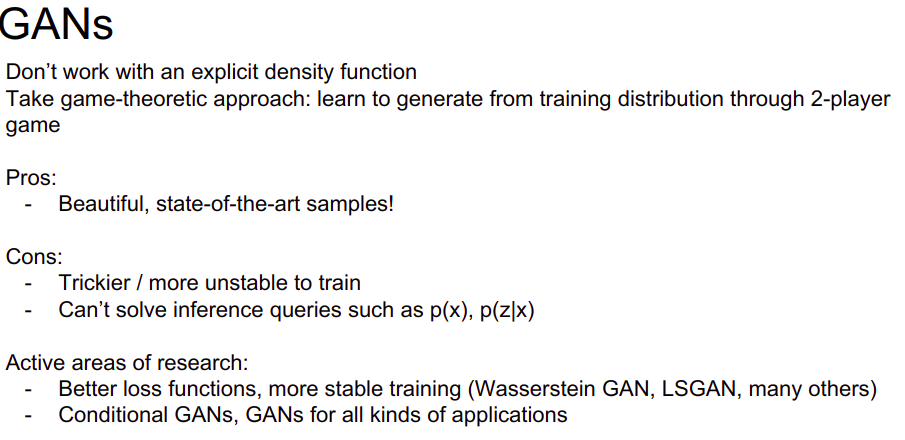 GANs
Don’t work with an explicit density function
Take game-theoretic approach: learn to generate from training distribution through 2-player
game
Pros:
- Beautiful, state-of-the-art samples!
Cons:
- Trickier / more unstable to train
- Can’t solve inference queries such as p(x), p(z|x)
Active areas of research:
- Better loss functions, more stable training (Wasserstein GAN, LSGAN, many others)
- Conditional GANs, GANs for all kinds of applications